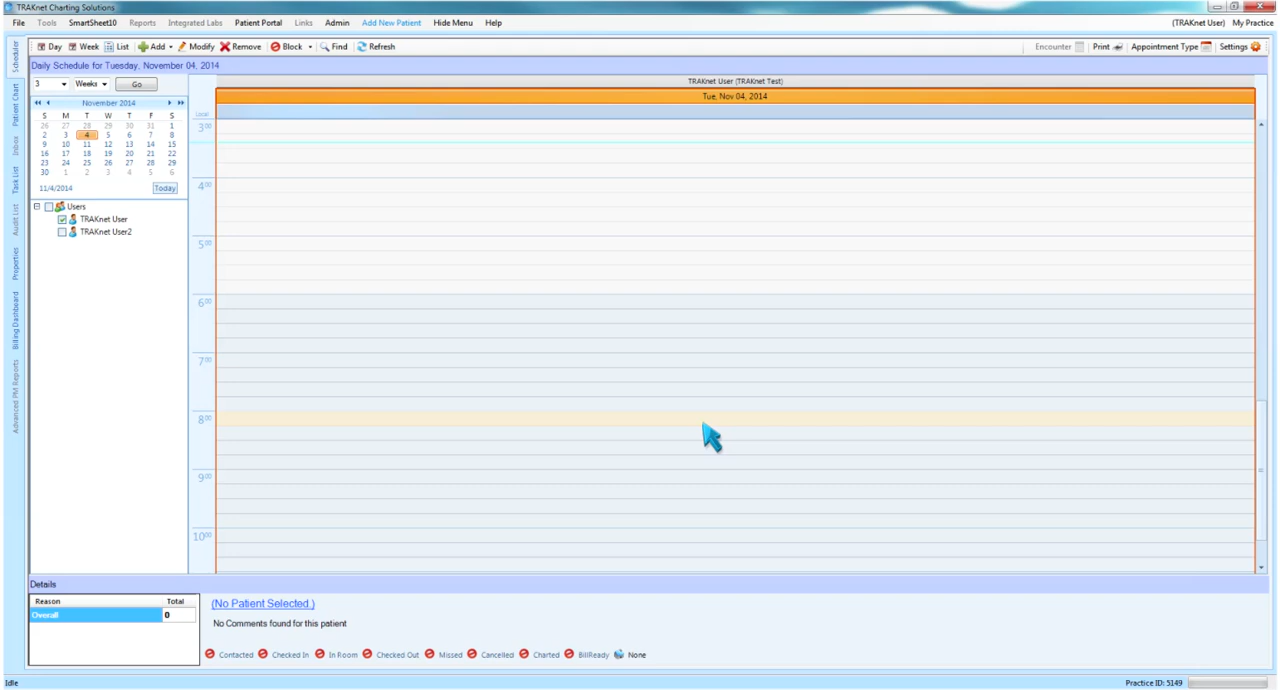 TRAKnet Charting Solutions
File Tools SmartSheet10 Reports Integrated Labs Patient Portal Links Admin Add New Patient Hide Menu Help (TRAKnet User) My Practice
Day Week List Add Modify Remove Block Find Refresh Encounter Print Appointment Type Settings
Daily Schedule for Tuesday, November 04, 2014
Scheduler
Patient Chart
Inbox
Task List
Audit List
Properties
Billing Dashboard
Advanced PM Reports
3 Weeks Go
November 2014
S M T W T F S
26 27 28 29 30 31 1
2 3 4 5 6 7 8
9 10 11 12 13 14 15
16 17 18 19 20 21 22
23 24 25 26 27 28 29
30 1 2 3 4 5 6
11/4/2014 Today
Users
TRAKnet User
TRAKnet User2
TRAKnet User (TRAKnet Test)
Tue, Nov 04, 2014
Local
3:00
4:00
5:00
6:00
7:00
8:00
9:00
10:00
Details
Reason Total
Overall 0
(No Patient Selected.)
No Comments found for this patient
Contacted Checked In In Room Checked Out Missed Cancelled Charted BillReady None
Idle Practice ID: 5149